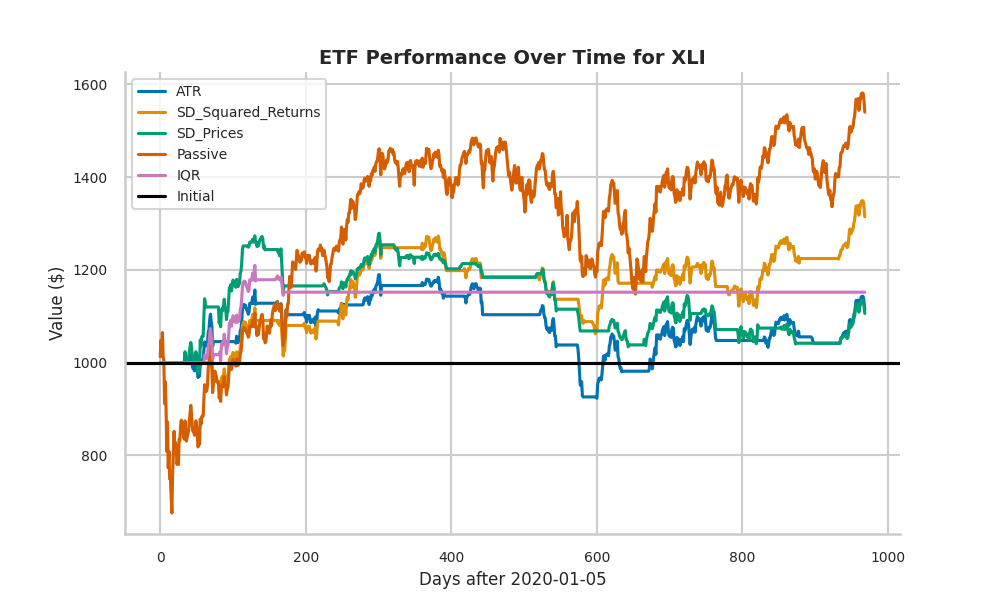 ETF Performance Over Time for XLI
ATR
SD_Squared_Returns
SD_Prices
Passive
IQR
Initial
Value ($)
1600
1400
1200
1000
800
0 200 400 600 800 1000
Days after 2020-01-05